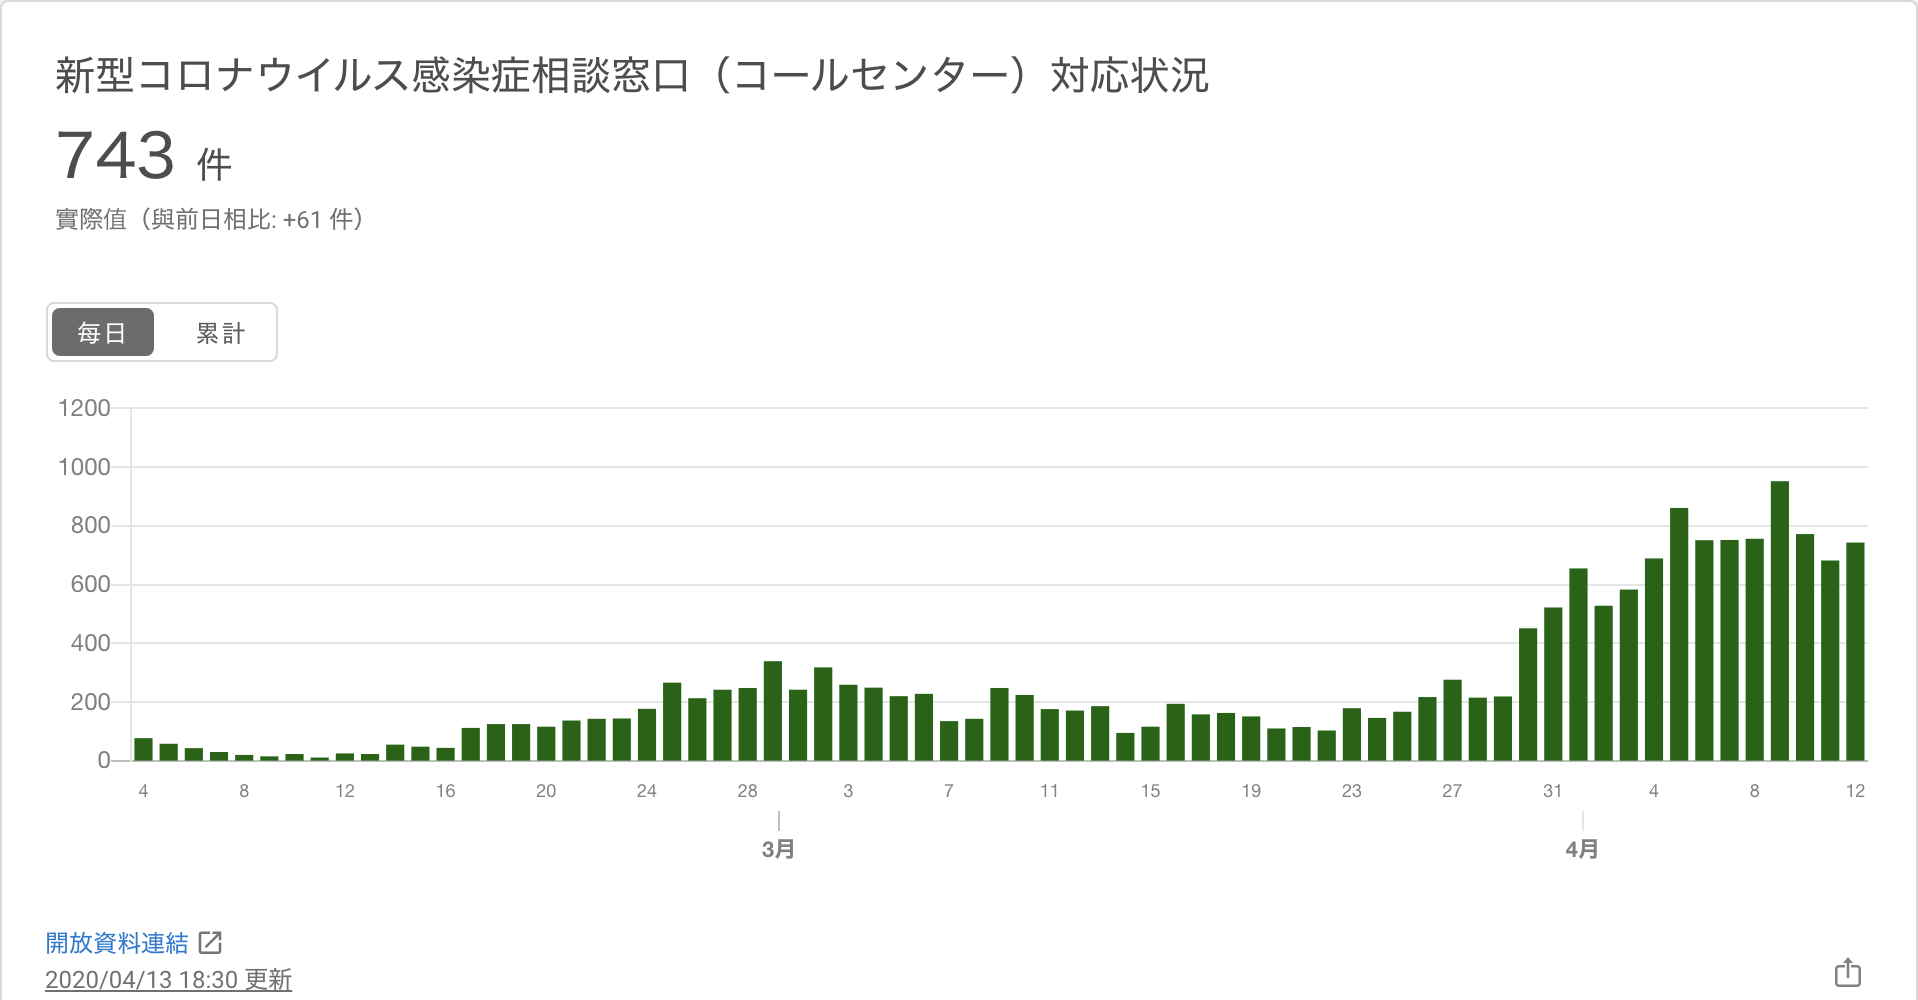 新型コロナウイルス感染症相談窓口（コールセンター）対応状況
743 件
實際值（與前日相比: +61 件）
每日 累計
1200
1000
800
600
400
200
0
4 8 12 16 20 24 28 3 7 11 15 19 23 27 31 4 8 12
3月 4月
開放資料連結
2020/04/13 18:30 更新